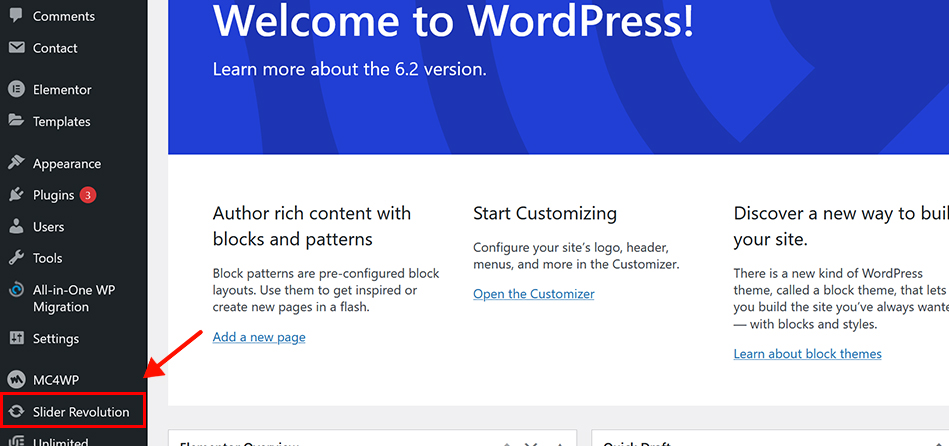 Comments
Contact
Elementor
Templates
Appearance
Plugins 3
Users
Tools
All-in-One WP
Migration
Settings
MC4WP
Slider Revolution
Unlimited
Welcome to WordPress!
Learn more about the 6.2 version.
Author rich content with
blocks and patterns
Block patterns are pre-configured block
layouts. Use them to get inspired or
create new pages in a flash.
Add a new page
Start Customizing
Configure your site’s logo, header,
menus, and more in the Customizer.
Open the Customizer
Discover a new way to buil
your site.
There is a new kind of WordPress
theme, called a block theme, that lets
you build the site you’ve always wante
— with blocks and styles.
Learn about block themes
Elementor Overview
Quick Draft